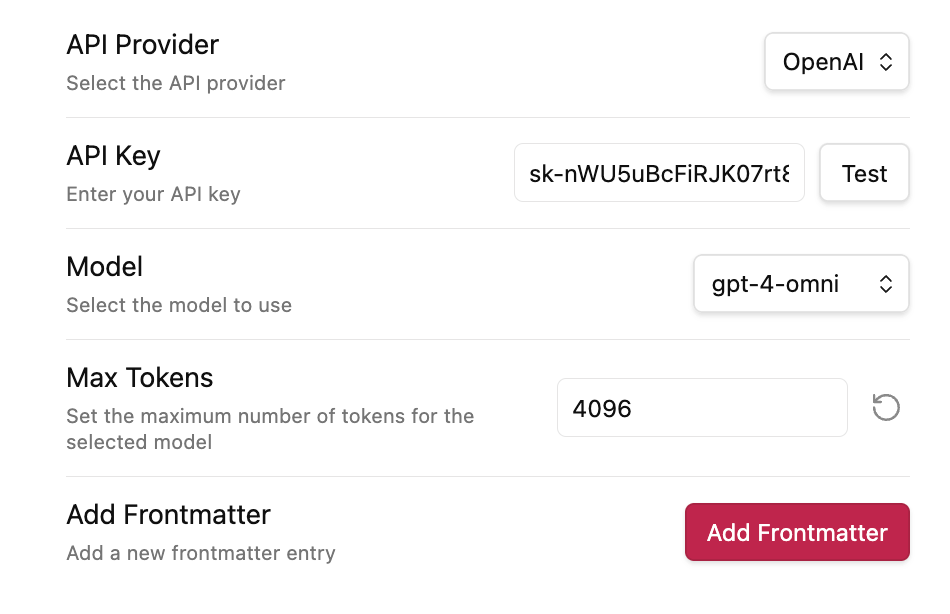 API Provider
Select the API provider
OpenAI
API Key
Enter your API key
sk-nWU5uBcFiRJK07rt8
Test
Model
Select the model to use
gpt-4-omni
Max Tokens
Set the maximum number of tokens for the
selected model
4096
Add Frontmatter
Add a new frontmatter entry
Add Frontmatter